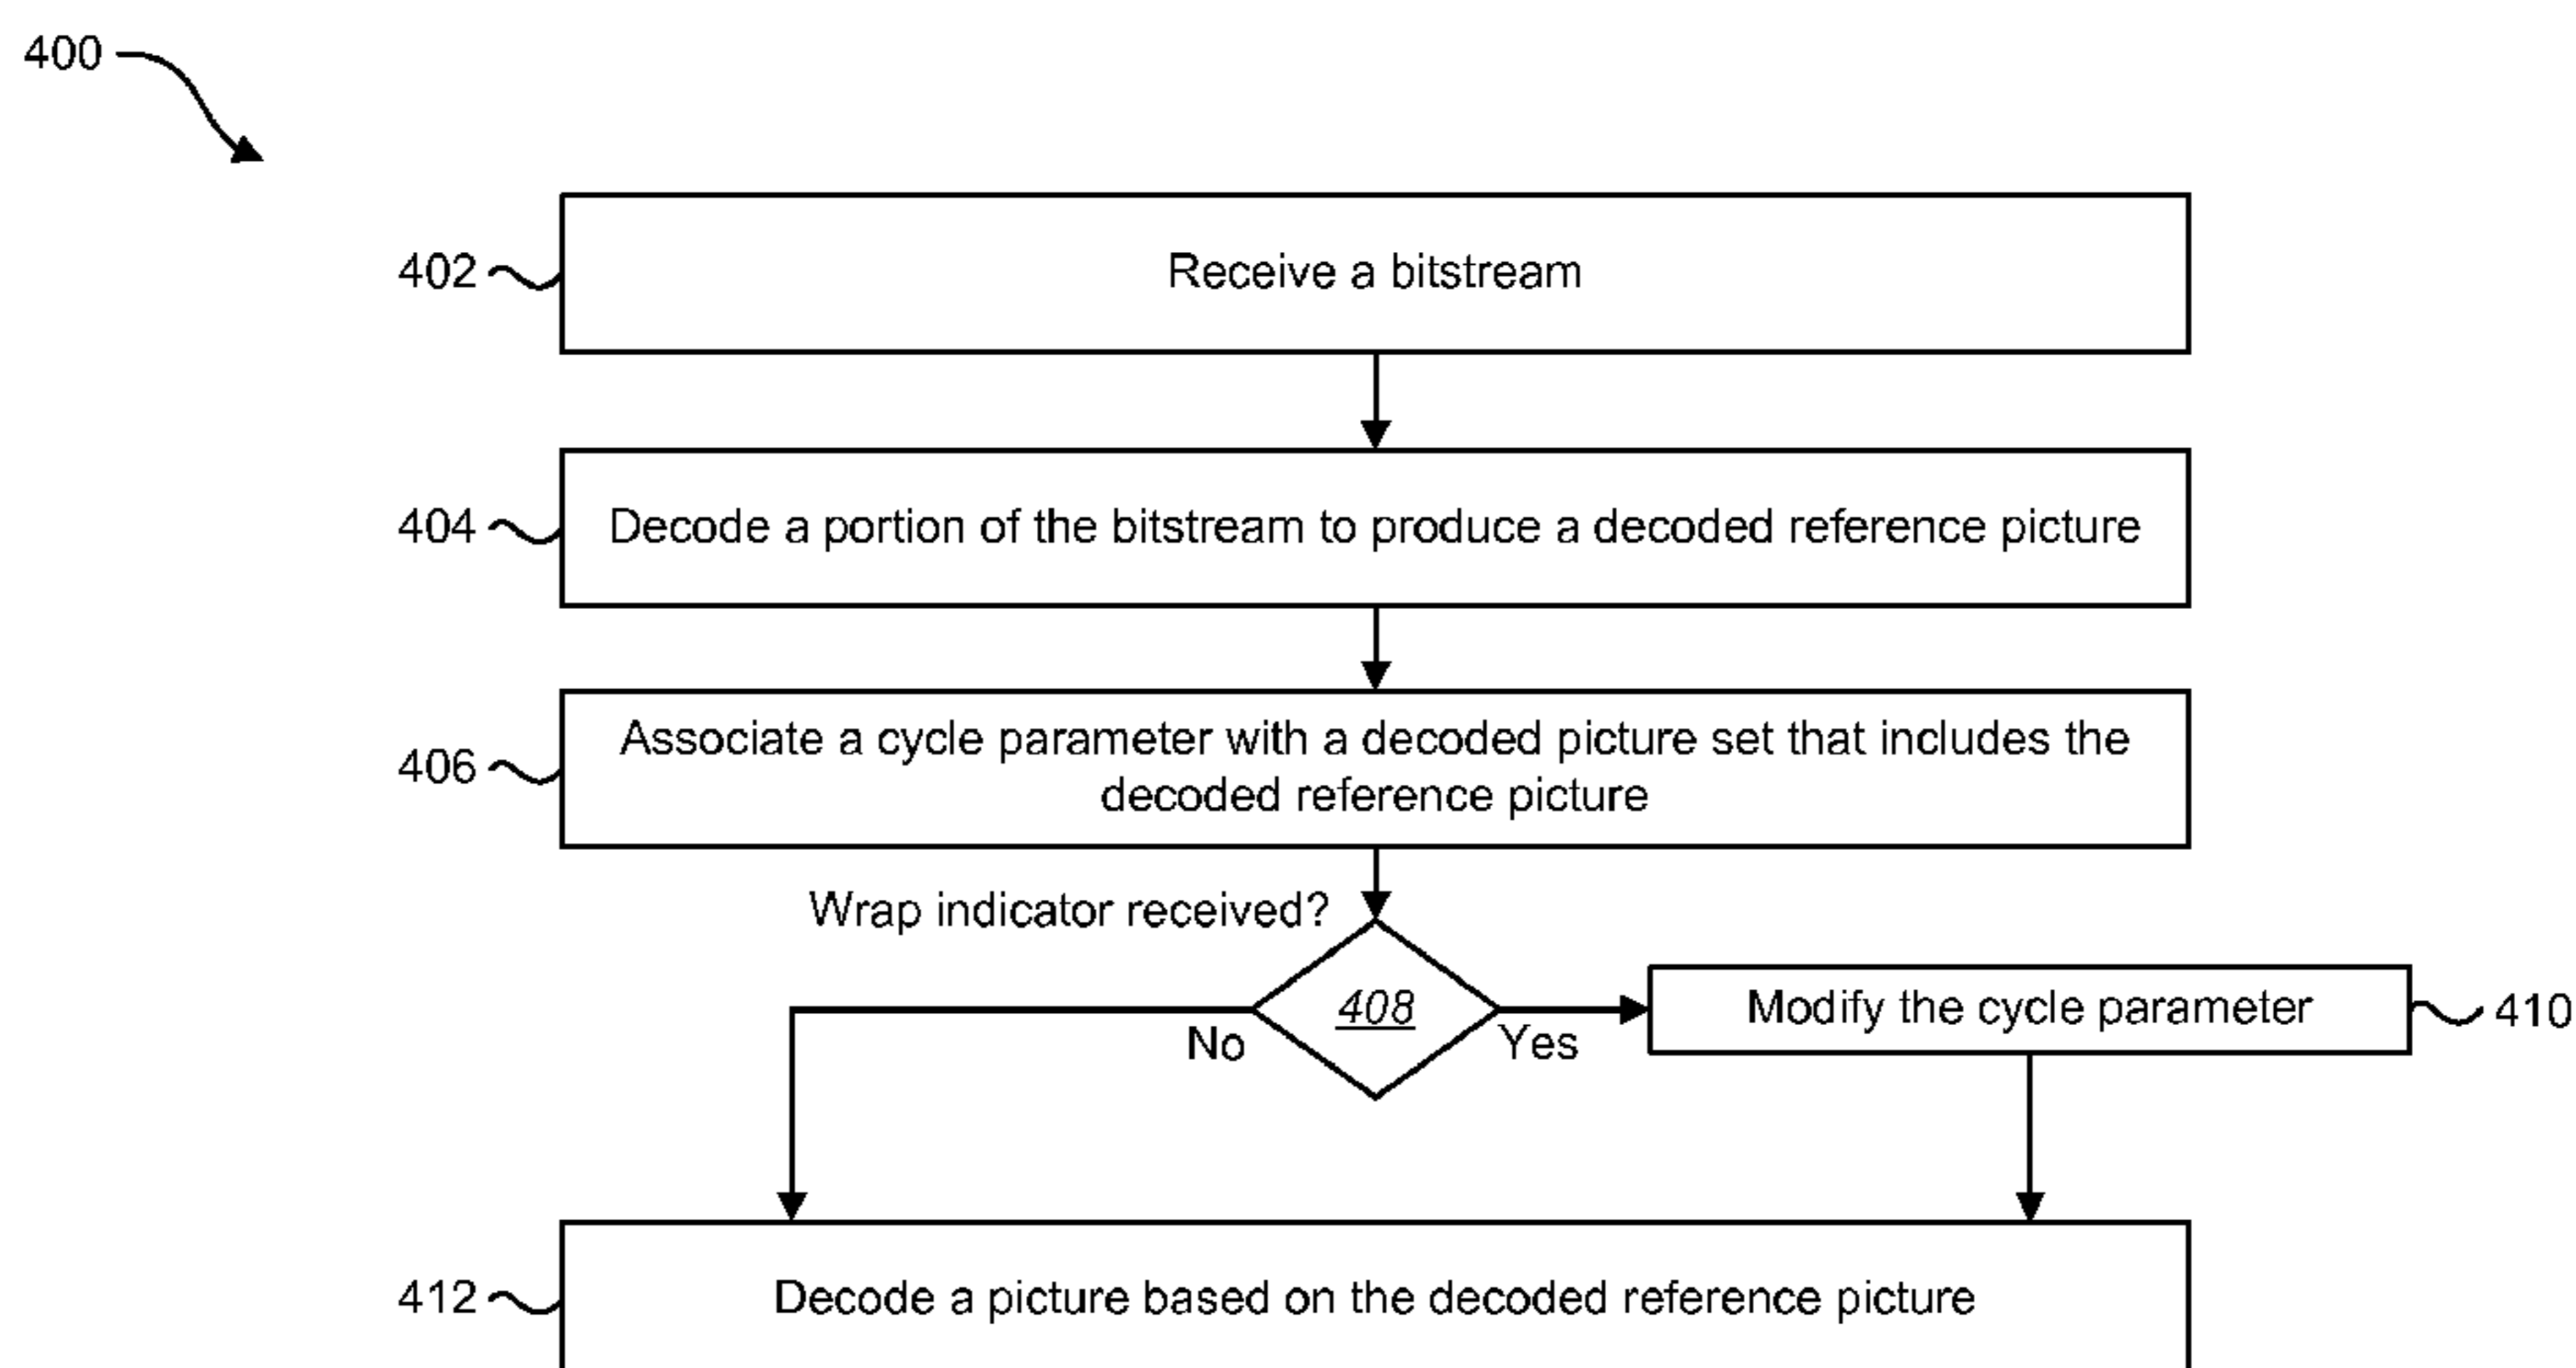 400
402
Receive a bitstream
404
Decode a portion of the bitstream to produce a decoded reference picture
406
Associate a cycle parameter with a decoded picture set that includes the
decoded reference picture
Wrap indicator received?
408
No
Yes
Modify the cycle parameter
410
412
Decode a picture based on the decoded reference picture